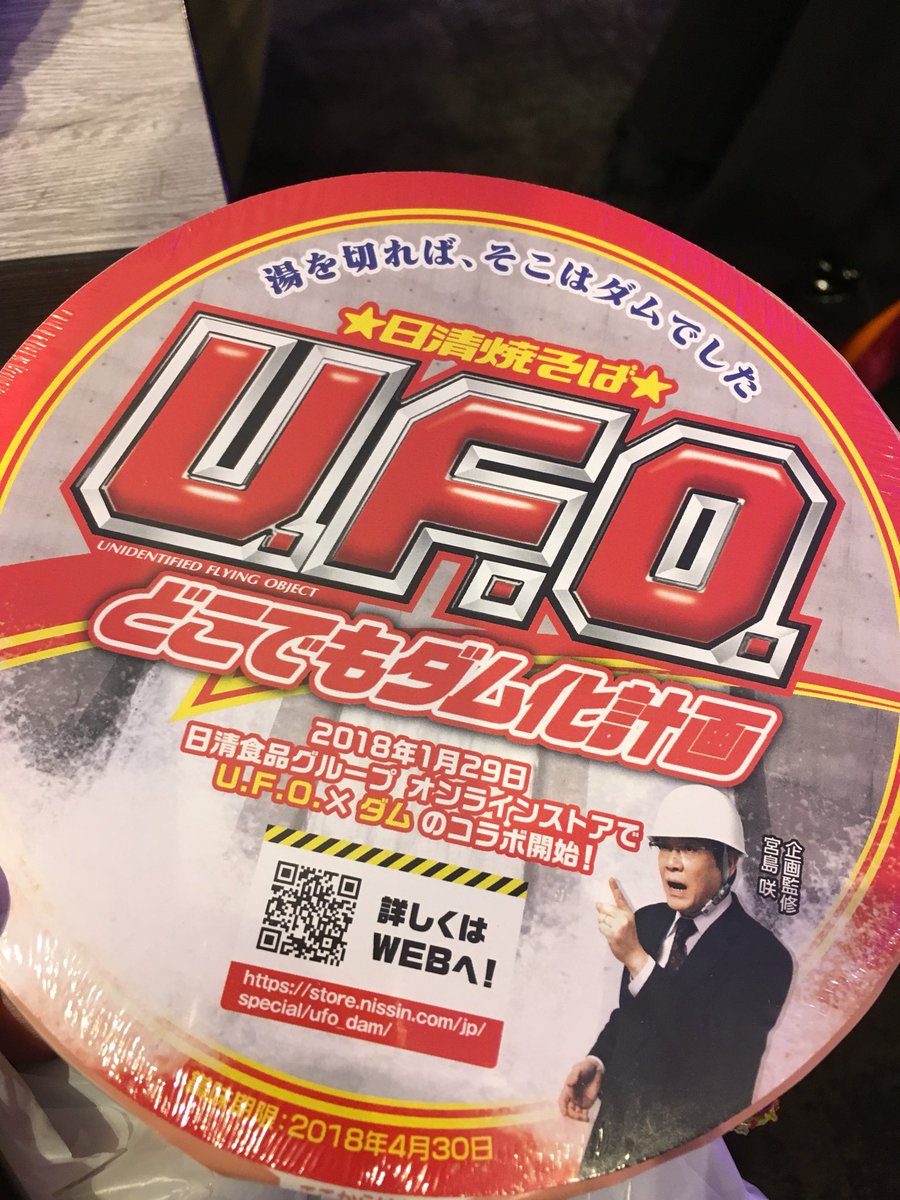 湯を切れば、そこはダムでした
★日清焼そば★
U.F.O.
UNIDENTIFIED FLYING OBJECT
どこでもダム化計画
2018年1月29日
日清食品グループ オンラインストアで
U.F.O.×ダムのコラボ開始!
企画監修
宮島 咲
詳しくは
WEBへ!
https://store.nissin.com/jp/
special/ufo_dam/
賞味期限:2018年4月30日